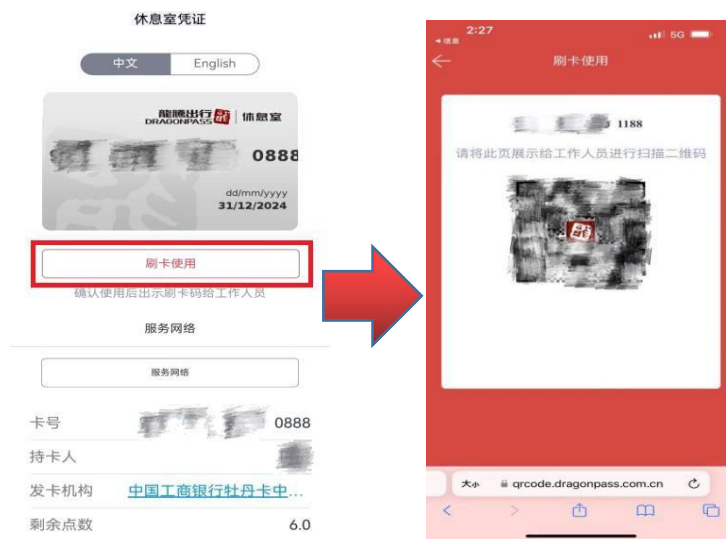 休息室凭证
中文 English
龍騰出行 DRAGONPASS 休息室
0888
dd/mm/yyyy
31/12/2024
刷卡使用
确认使用后出示刷卡码给工作人员
服务网络
服务网络
卡号 0888
持卡人
发卡机构 中国工商银行牡丹卡中...
剩余点数 6.0
2:27
5G
信息
刷卡使用
1188
请将此页展示给工作人员进行扫描二维码
大小 qrcode.dragonpass.com.cn